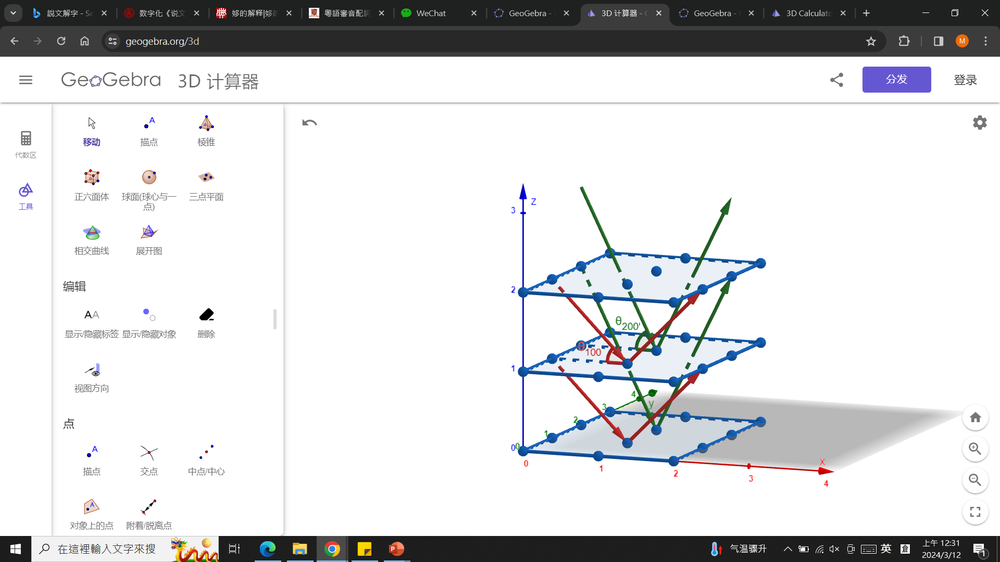 說文解字 - Se
数字化《说文
姼的解释|姼的
粵語審音配詞
WeChat
GeoGebra -
3D 计算器 - G
GeoGebra -
3D Calculato
geogebra.org/3d
M
GeoGebra 3D 计算器
分发
登录
代数区
工具
移动
描点
棱锥
正六面体
球面(球心与一点)
三点平面
相交曲线
展开图
编辑
AA
显示/隐藏标签
显示/隐藏对象
删除
视图方向
点
描点
交点
中点/中心
对象上的点
附着/脱离点
z
3
2
1
0
0
θ200'
θ100
4
y
3
2
1
0
1
2
3
4
x
在這裡輸入文字來搜
气温骤升
英
倉
上午 12:31
2024/3/12
1